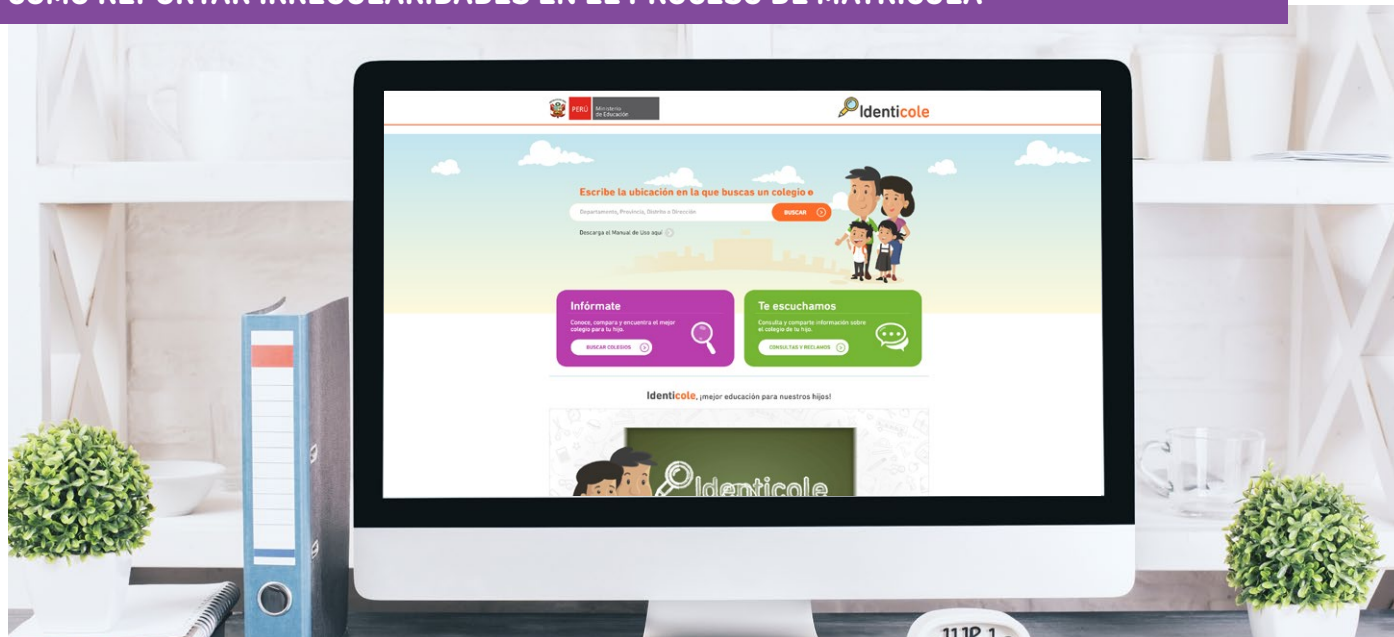 CÓMO REPORTAR IRREGULARIDADES EN EL PROCESO DE MATRÍCULA
PERÚ
Ministerio
de Educación
Identicole
Escribe la ubicación en la que buscas un colegio o
Departamento, Provincia, Distrito o Dirección
BUSCAR
Descarga el Manual de Uso aquí
Infórmate
Conoce, compara y encuentra el mejor
colegio para tu hijo.
BUSCAR COLEGIOS
Te escuchamos
Consulta y comparte información sobre
el colegio de tu hijo.
CONSULTAS Y RECLAMOS
Identicole, ¡mejor educación para nuestros hijos!
Identicole